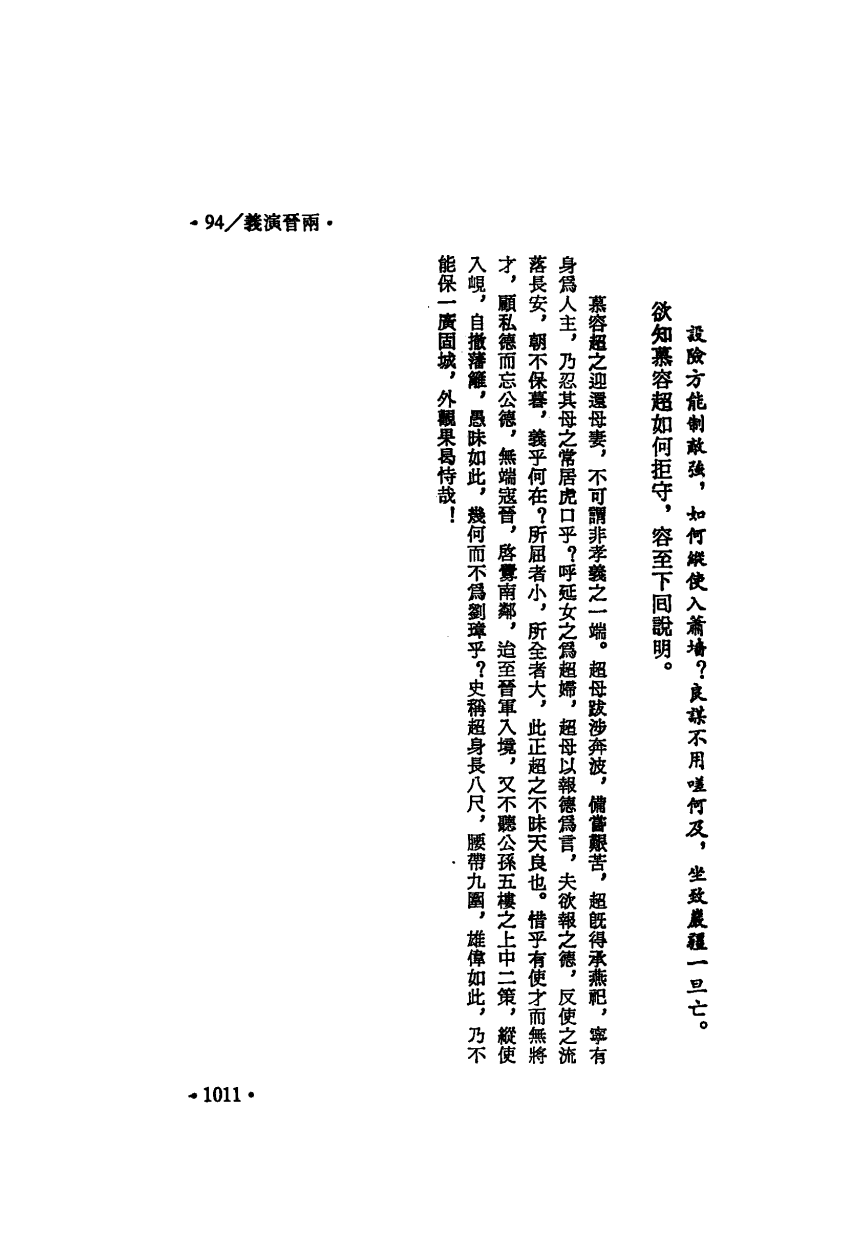 •94／兩晉演義•
設險方能制敵強，如何縱使入蕭墻？良謀不用嗟何及，坐致嚴疆一旦亡。
欲知慕容超如何拒守，容至下回說明。
慕容超之迎還母妻，不可謂非孝義之一端。超母跋涉奔波，備嘗艱苦，超既得承燕祀，寧有
身爲人主，乃忍其母之常居虎口乎？呼延女之爲超婦，超母以報德爲言，夫欲報之德，反使之流
落長安，朝不保暮，義乎何在？所屈者小，所全者大，此正超之不昧天良也。惜乎有使才而無將
才，顧私德而忘公德，無端寇晉，啓釁南鄰，迨至晉軍入境，又不聽公孫五樓之上中二策，縱使
入峴，自撤藩籬，愚昧如此，幾何而不爲劉璋乎？史稱超身長八尺，腰帶九圍，雄偉如此，乃不
能保一廣固城，外觀果曷恃哉！
•1011•